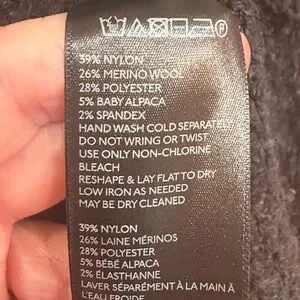 39% NYLON
26% MERINO WOOL
28% POLYESTER
5% BABY ALPACA
2% SPANDEX
HAND WASH COLD SEPARATELY
DO NOT WRING OR TWIST
USE ONLY NON-CHLORINE
BLEACH
RESHAPE & LAY FLAT TO DRY
LOW IRON AS NEEDED
MAY BE DRY CLEANED
39% NYLON
26% LAINE MÉRINOS
28% POLYESTER
5% BÉBÉ ALPACA
2% ÉLASTHANNE
LAVER SÉPARÉMENT À LA MAIN À
L'EAU FROIDE